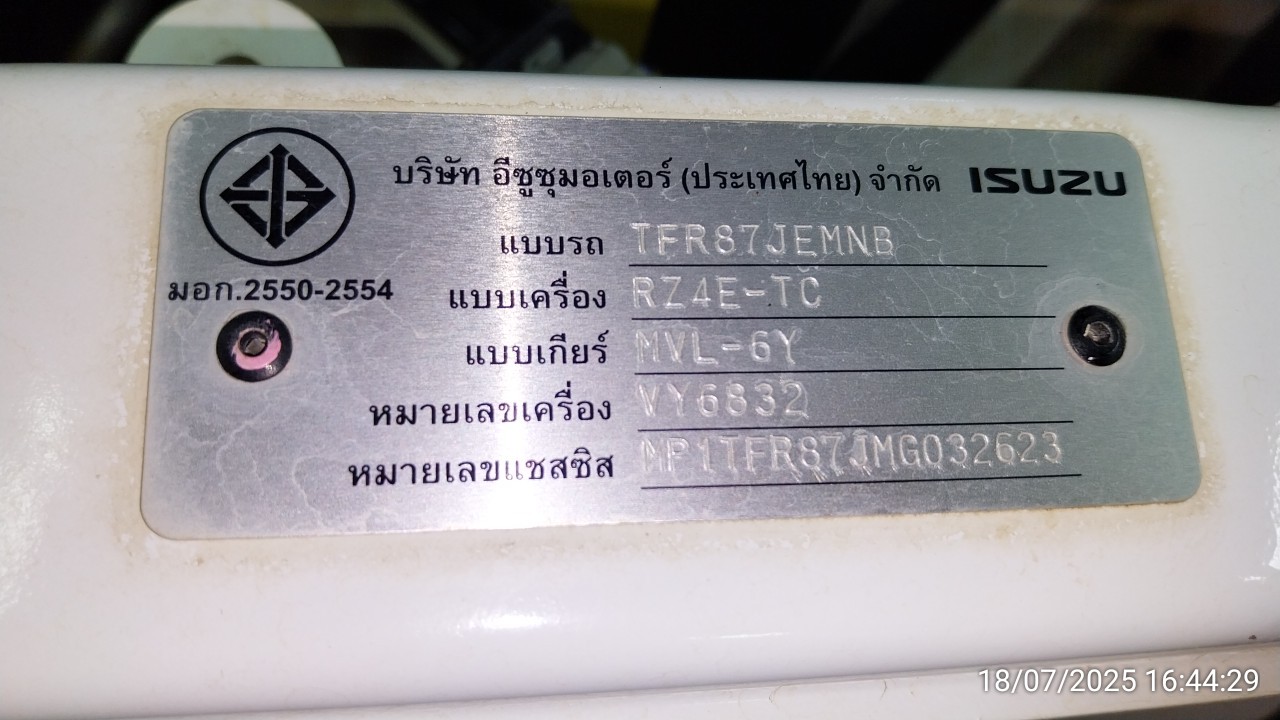 บริษัท อีซูซุมอเตอร์ (ประเทศไทย) จำกัด ISUZU
แบบรถ TFR87JEMNB
มอก.2550-2554
แบบเครื่อง RZ4E-TC
แบบเกียร์ MVL-6Y
หมายเลขเครื่อง VY6832
หมายเลขแชสซิส MP1TFR87JMG032623
18/07/2025 16:44:29